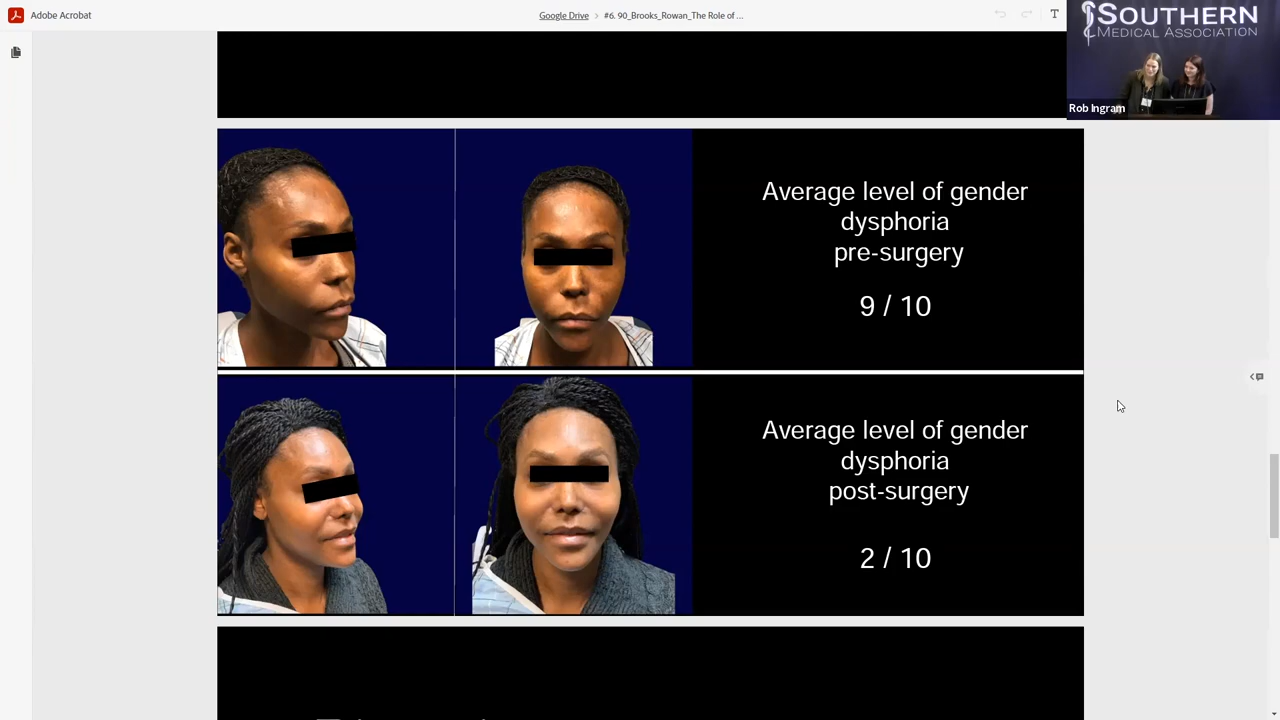 Adobe Acrobat
Google Drive
#6. 90_Brooks_Rowan_The Role of ...
T
SOUTHERN
MEDICAL ASSOCIATION
Rob Ingram
Average level of gender
dysphoria
pre-surgery
9 / 10
Average level of gender
dysphoria
post-surgery
2 / 10